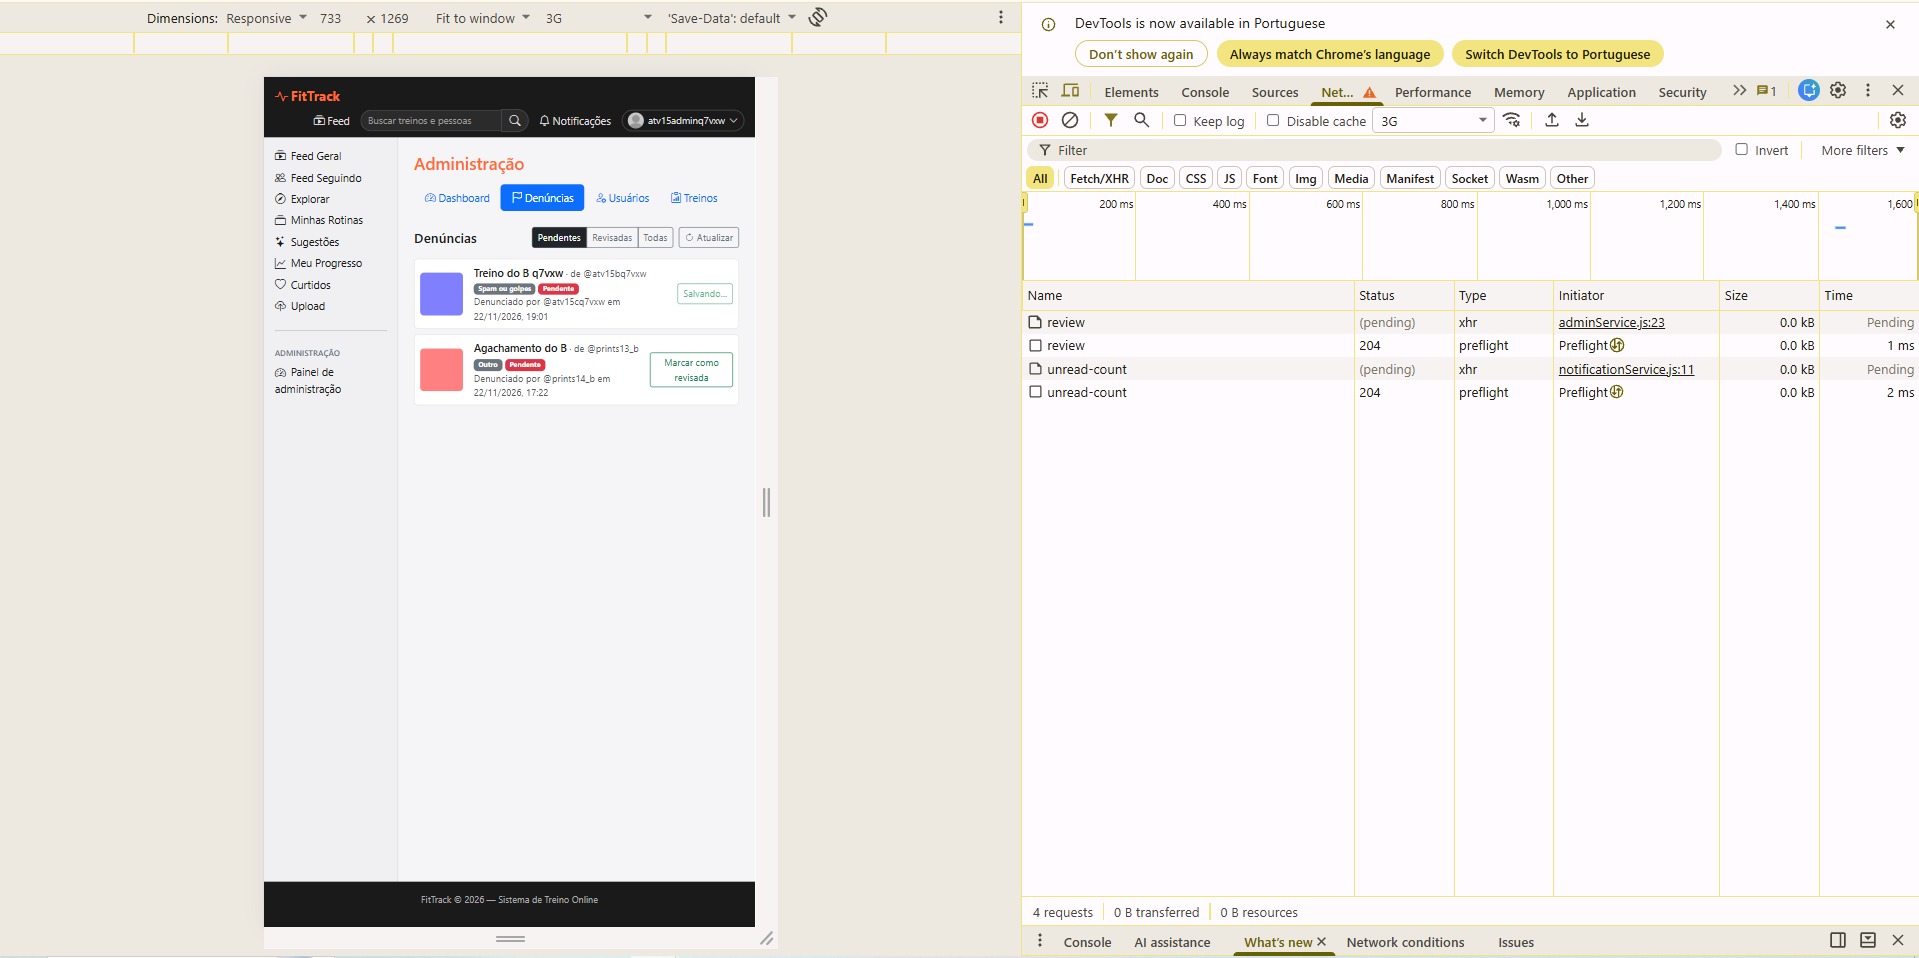 Dimensions: Responsive 733 × 1269 Fit to window 3G 'Save-Data': default
FitTrack
Feed Buscar treinos e pessoas Notificações atv15adminq7vxw
Feed Geral
Feed Seguindo
Explorar
Minhas Rotinas
Sugestões
Meu Progresso
Curtidos
Upload
ADMINISTRAÇÃO
Painel de
administração
Administração
Dashboard Denúncias Usuários Treinos
Denúncias Pendentes Revisadas Todas Atualizar
Treino do B q7vxw · de @atv15bq7vxw
Spam ou golpes Pendente
Denunciado por @atv15cq7vxw em
22/11/2026, 19:01
Salvando...
Agachamento do B · de @prints13_b
Outro Pendente
Denunciado por @prints14_b em
22/11/2026, 17:22
Marcar como
revisada
FitTrack © 2026 — Sistema de Treino Online
DevTools is now available in Portuguese
Don't show again Always match Chrome's language Switch DevTools to Portuguese
Elements Console Sources Net... Performance Memory Application Security 1
Keep log Disable cache 3G
Filter Invert More filters
All Fetch/XHR Doc CSS JS Font Img Media Manifest Socket Wasm Other
200 ms 400 ms 600 ms 800 ms 1,000 ms 1,200 ms 1,400 ms 1,600
Name Status Type Initiator Size Time
review (pending) xhr adminService.js:23 0.0 kB Pending
review 204 preflight Preflight 0.0 kB 1 ms
unread-count (pending) xhr notificationService.js:11 0.0 kB Pending
unread-count 204 preflight Preflight 0.0 kB 2 ms
4 requests 0 B transferred 0 B resources
Console AI assistance What's new Network conditions Issues